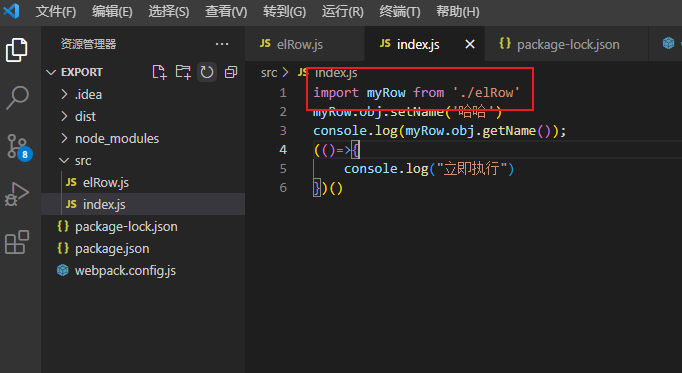 文件(F) 编辑(E) 选择(S) 查看(V) 转到(G) 运行(R) 终端(T) 帮助(H)
资源管理器 ...
JS elRow.js JS index.js × {} package-lock.json
EXPORT
src > JS index.js
.idea
dist
node_modules
src
JS elRow.js
JS index.js
{} package-lock.json
{} package.json
webpack.config.js
8
1 import myRow from './elRow'
2 myRow.obj.setName('哈哈')
3 console.log(myRow.obj.getName());
4 (()=>{
5 console.log("立即执行")
6 })()